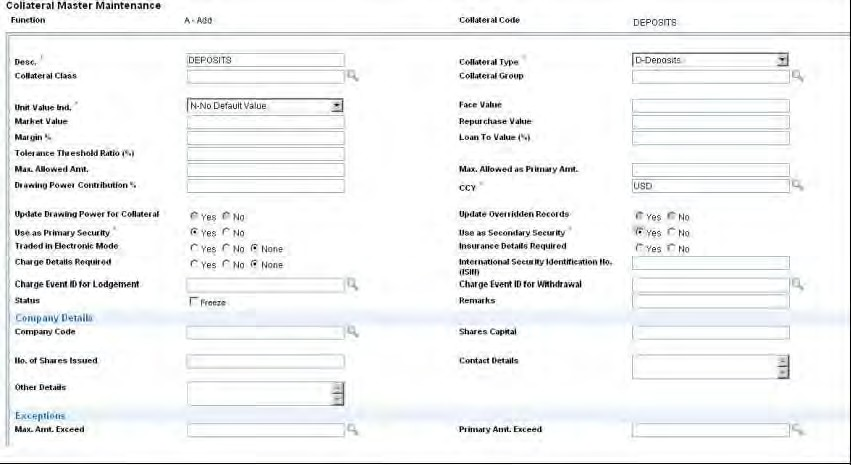 Collateral Master Maintenance
Function A - Add Collateral Code DEPOSITS
Desc. * DEPOSITS Collateral Type * D-Deposits
Collateral Class Collateral Group
Unit Value Ind. * N-No Default Value Face Value
Market Value Repurchase Value
Margin % Loan To Value (%)
Tolerance Threshold Ratio (%)
Max. Allowed Amt. Max. Allowed as Primary Amt.
Drawing Power Contribution % CCY * USD
Update Drawing Power for Collateral Yes No Update Overridden Records Yes No
Use as Primary Security * Yes No Use as Secondary Security * Yes No
Traded in Electronic Mode Yes No None Insurance Details Required Yes No
Charge Details Required Yes No None International Security Identification No.
(ISIN)
Charge Event ID for Lodgement Charge Event ID for Withdrawal
Status Freeze Remarks
Company Details
Company Code Shares Capital
No. of Shares Issued Contact Details
Other Details
Exceptions
Max. Amt. Exceed Primary Amt. Exceed